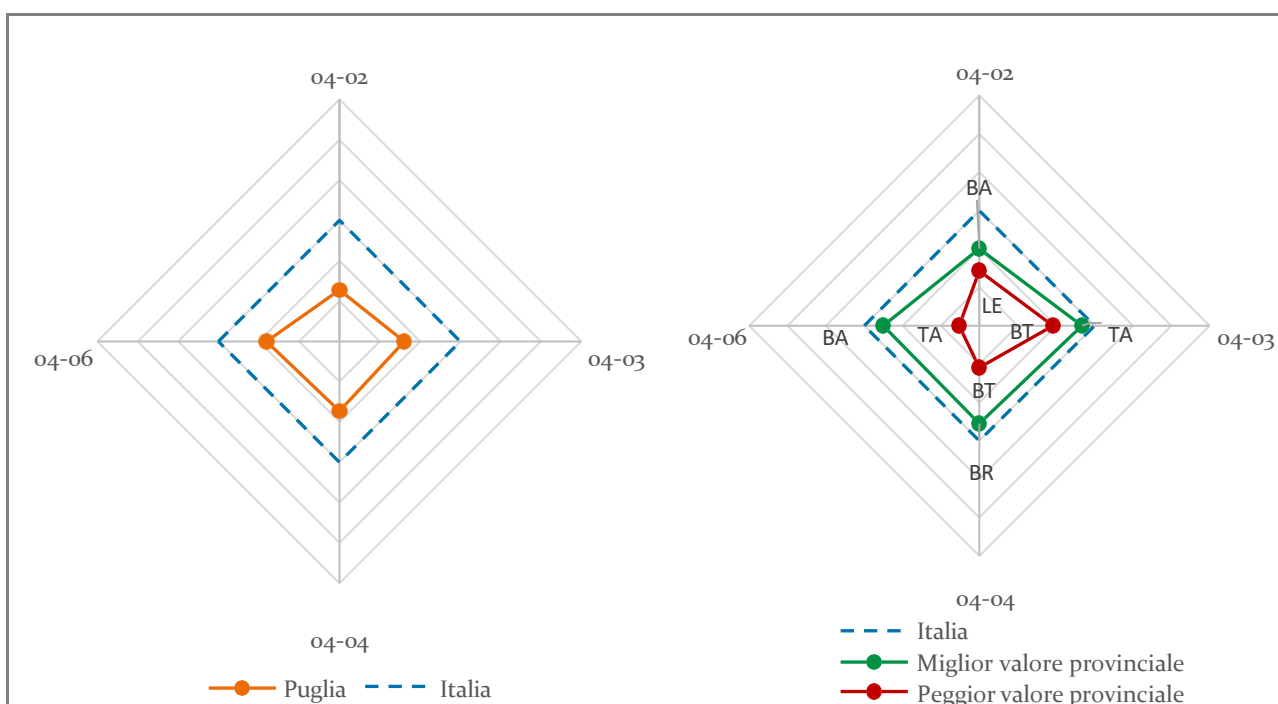 04-02
04-06
04-03
04-04
Puglia
Italia
04-02
BA
LE
04-06
BA
TA
BT
TA
04-03
BT
BR
04-04
Italia
Miglior valore provinciale
Peggior valore provinciale